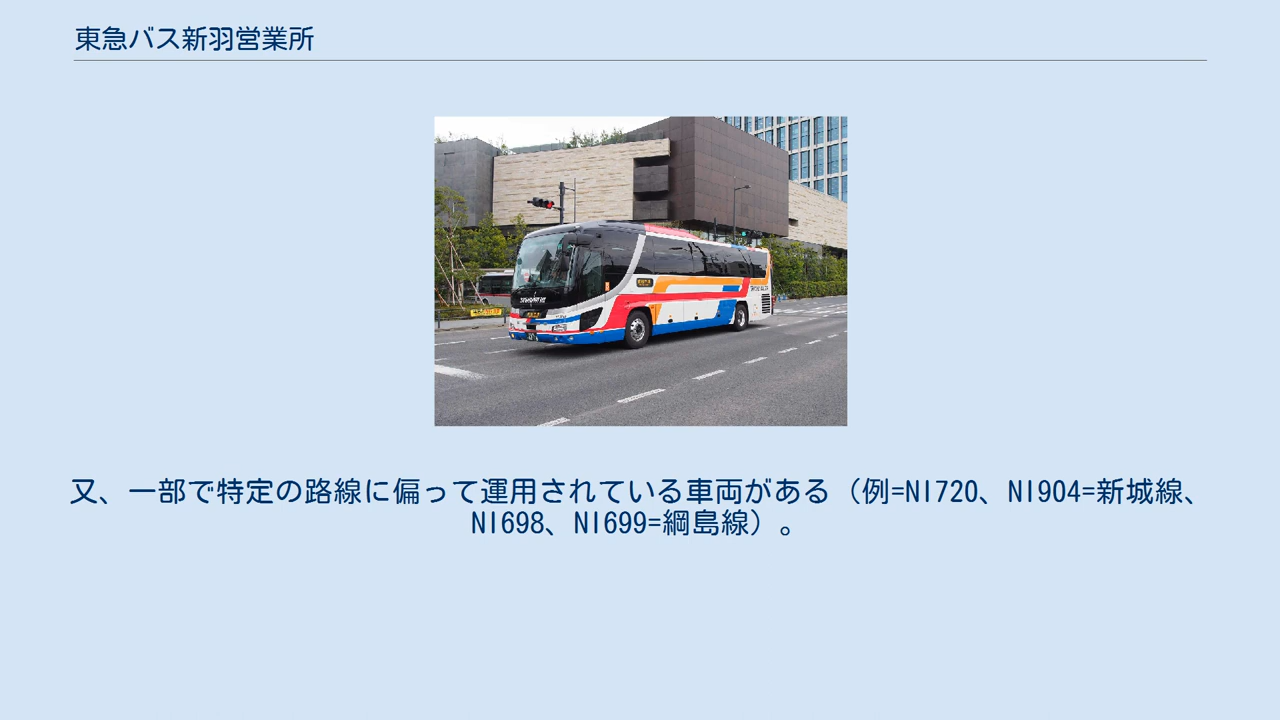 東急バス新羽営業所
又、一部で特定の路線に偏って運用されている車両がある（例=NI720、NI904=新城線、
NI698、NI699=綱島線）。